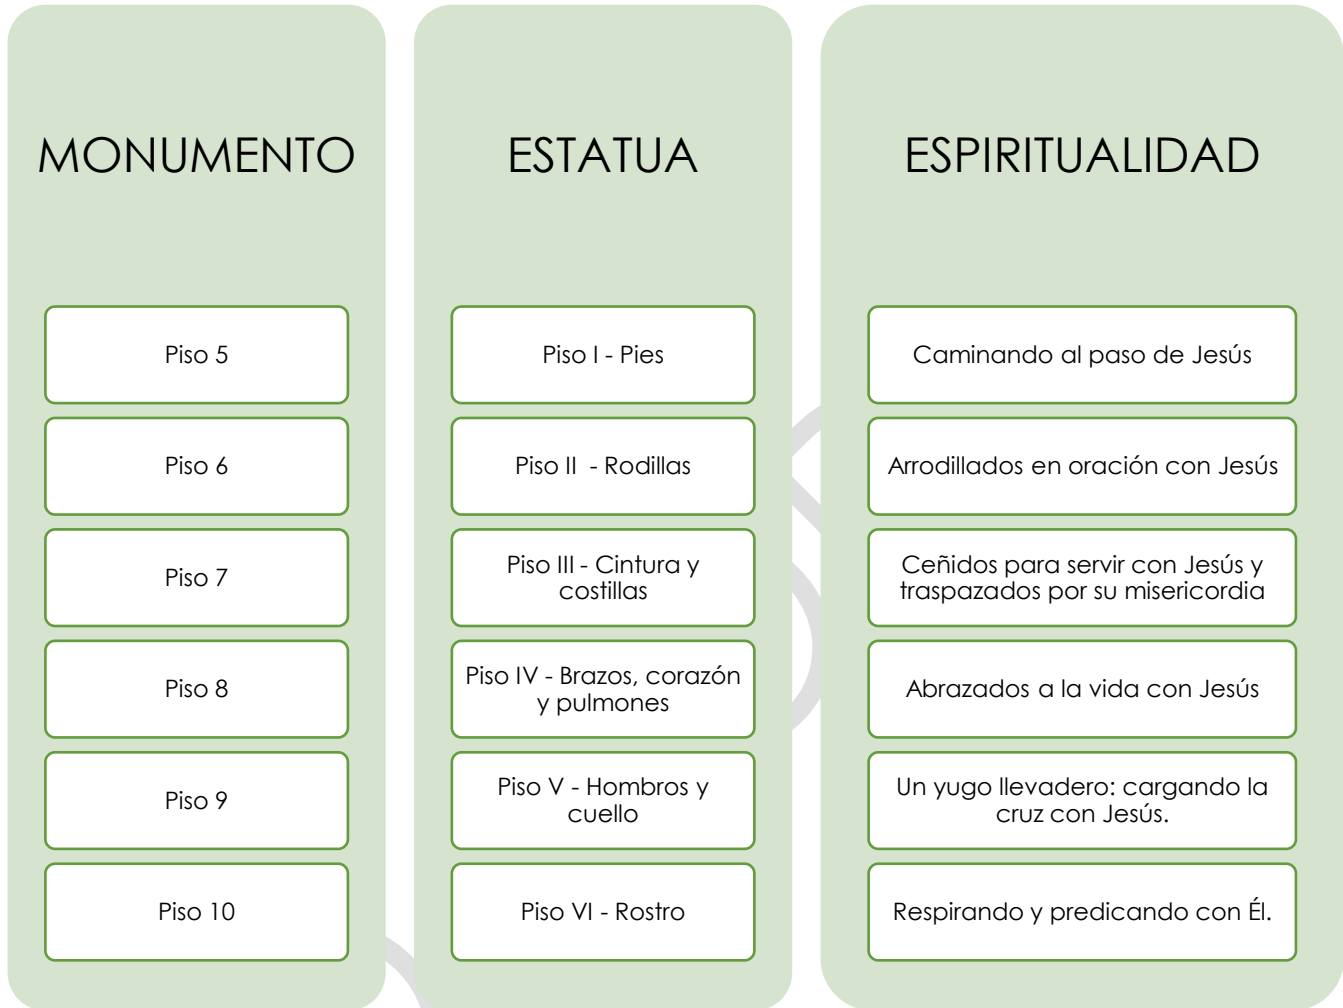 MONUMENTO
Piso 5
Piso 6
Piso 7
Piso 8
Piso 9
Piso 10
ESTATUA
Piso I - Pies
Piso II - Rodillas
Piso III - Cintura y
costillas
Piso IV - Brazos, corazón
y pulmones
Piso V - Hombros y
cuello
Piso VI - Rostro
ESPIRITUALIDAD
Caminando al paso de Jesús
Arrodillados en oración con Jesús
Ceñidos para servir con Jesús y
traspazados por su misericordia
Abrazados a la vida con Jesús
Un yugo llevadero: cargando la
cruz con Jesús.
Respirando y predicando con Él.